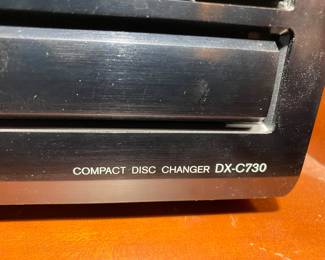 COMPACT DISC CHANGER DX-C730